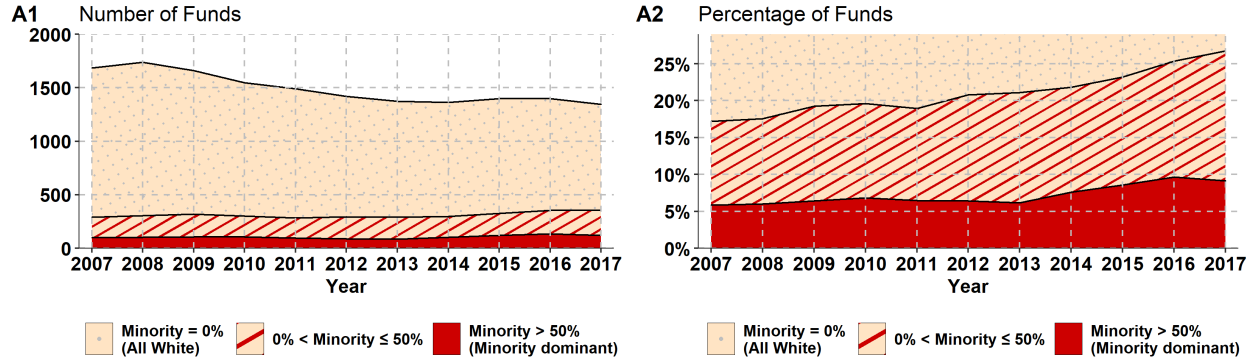 A1 Number of Funds
2000
1500
1000
500
0
2007 2008 2009 2010 2011 2012 2013 2014 2015 2016 2017
Year
Minority = 0%
(All White)
0% < Minority ≤ 50%
Minority > 50%
(Minority dominant)
A2 Percentage of Funds
25%
20%
15%
10%
5%
0%
2007 2008 2009 2010 2011 2012 2013 2014 2015 2016 2017
Year
Minority = 0%
(All White)
0% < Minority ≤ 50%
Minority > 50%
(Minority dominant)